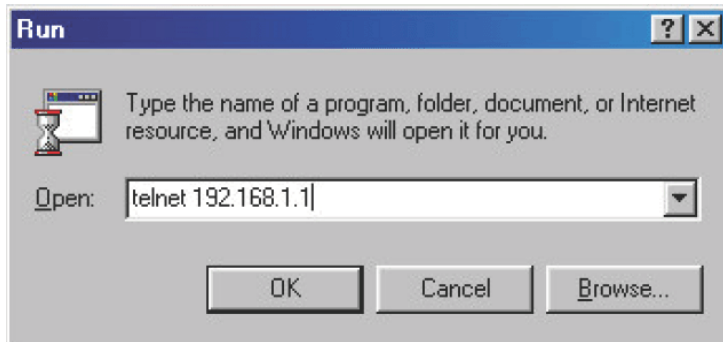 Run
Type the name of a program, folder, document, or Internet
resource, and Windows will open it for you.
Open: telnet 192.168.1.1
OK Cancel Browse...